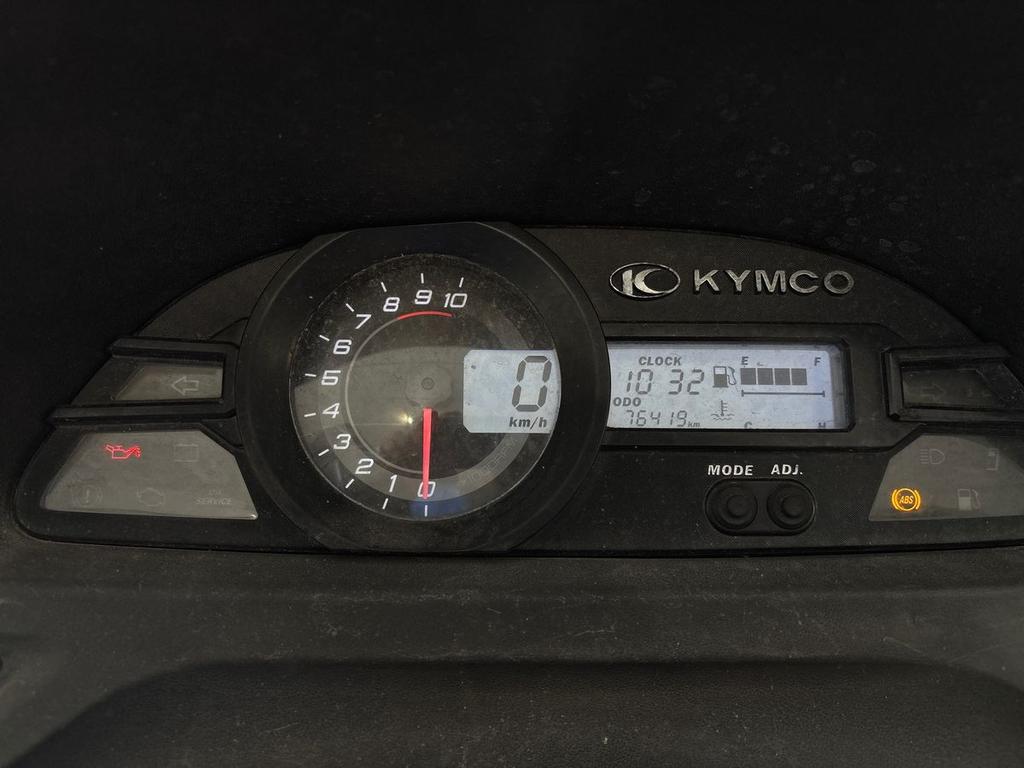 KYMCO
10
9
8
7
6
5
4
3
2
1
0
0
km/h
CLOCK
10 32
E F
ODO
76419 km
C H
MODE ADJ.
SERVICE
ABS